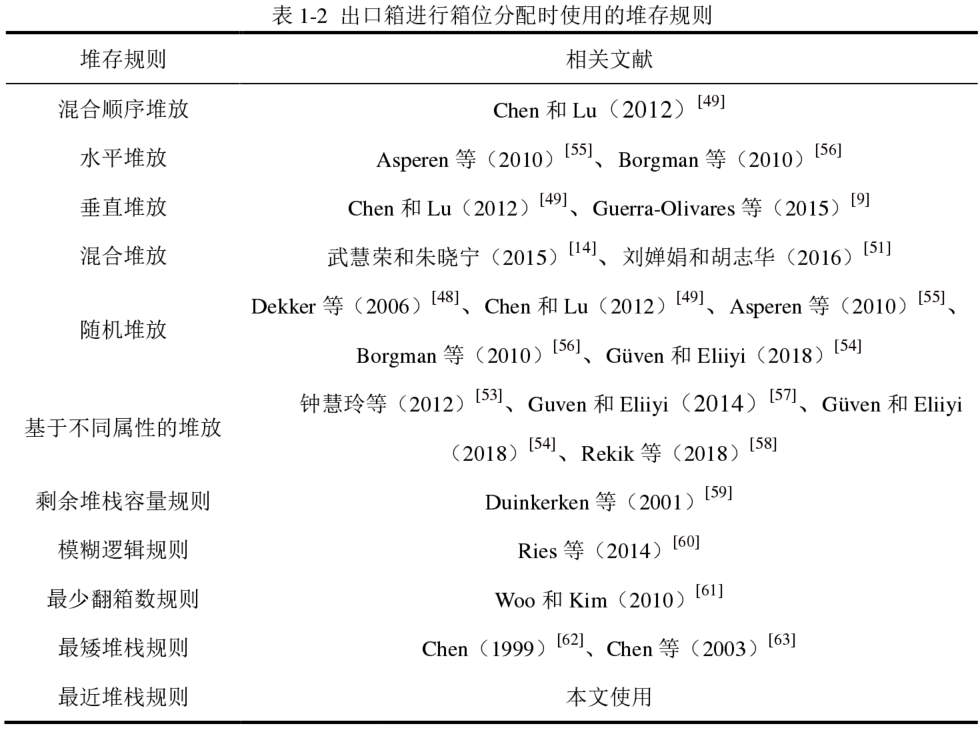 表 1-2 出口箱进行箱位分配时使用的堆存规则
堆存规则 相关文献
混合顺序堆放 Chen 和 Lu（2012）[49]
水平堆放 Asperen 等（2010）[55]、Borgman 等（2010）[56]
垂直堆放 Chen 和 Lu（2012）[49]、Guerra-Olivares 等（2015）[9]
混合堆放 武慧荣和朱晓宁（2015）[14]、刘婵娟和胡志华（2016）[51]
随机堆放 Dekker 等（2006）[48]、Chen 和 Lu（2012）[49]、Asperen 等（2010）[55]、
Borgman 等（2010）[56]、Güven 和 Eliiyi（2018）[54]
基于不同属性的堆放 钟慧玲等（2012）[53]、Guven 和 Eliiyi（2014）[57]、Güven 和 Eliiyi
（2018）[54]、Rekik 等（2018）[58]
剩余堆栈容量规则 Duinkerken 等（2001）[59]
模糊逻辑规则 Ries 等（2014）[60]
最少翻箱数规则 Woo 和 Kim（2010）[61]
最矮堆栈规则 Chen（1999）[62]、Chen 等（2003）[63]
最近堆栈规则 本文使用